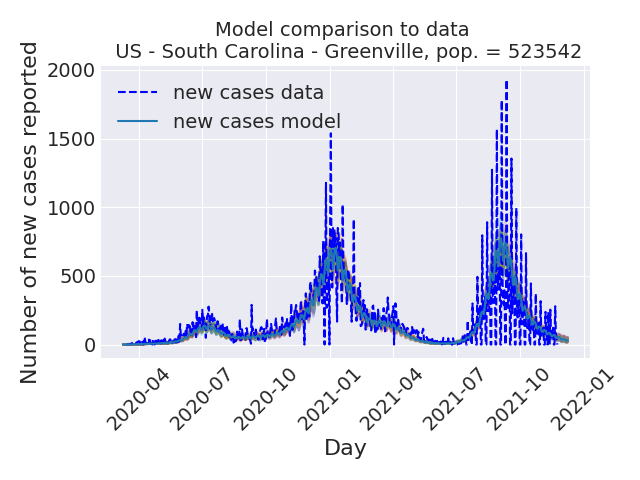 Model comparison to data
US - South Carolina - Greenville, pop. = 523542
Number of new cases reported
2000
1500
1000
500
0
new cases data
new cases model
2020-04
2020-07
2020-10
2021-01
2021-04
2021-07
2021-10
2022-01
Day